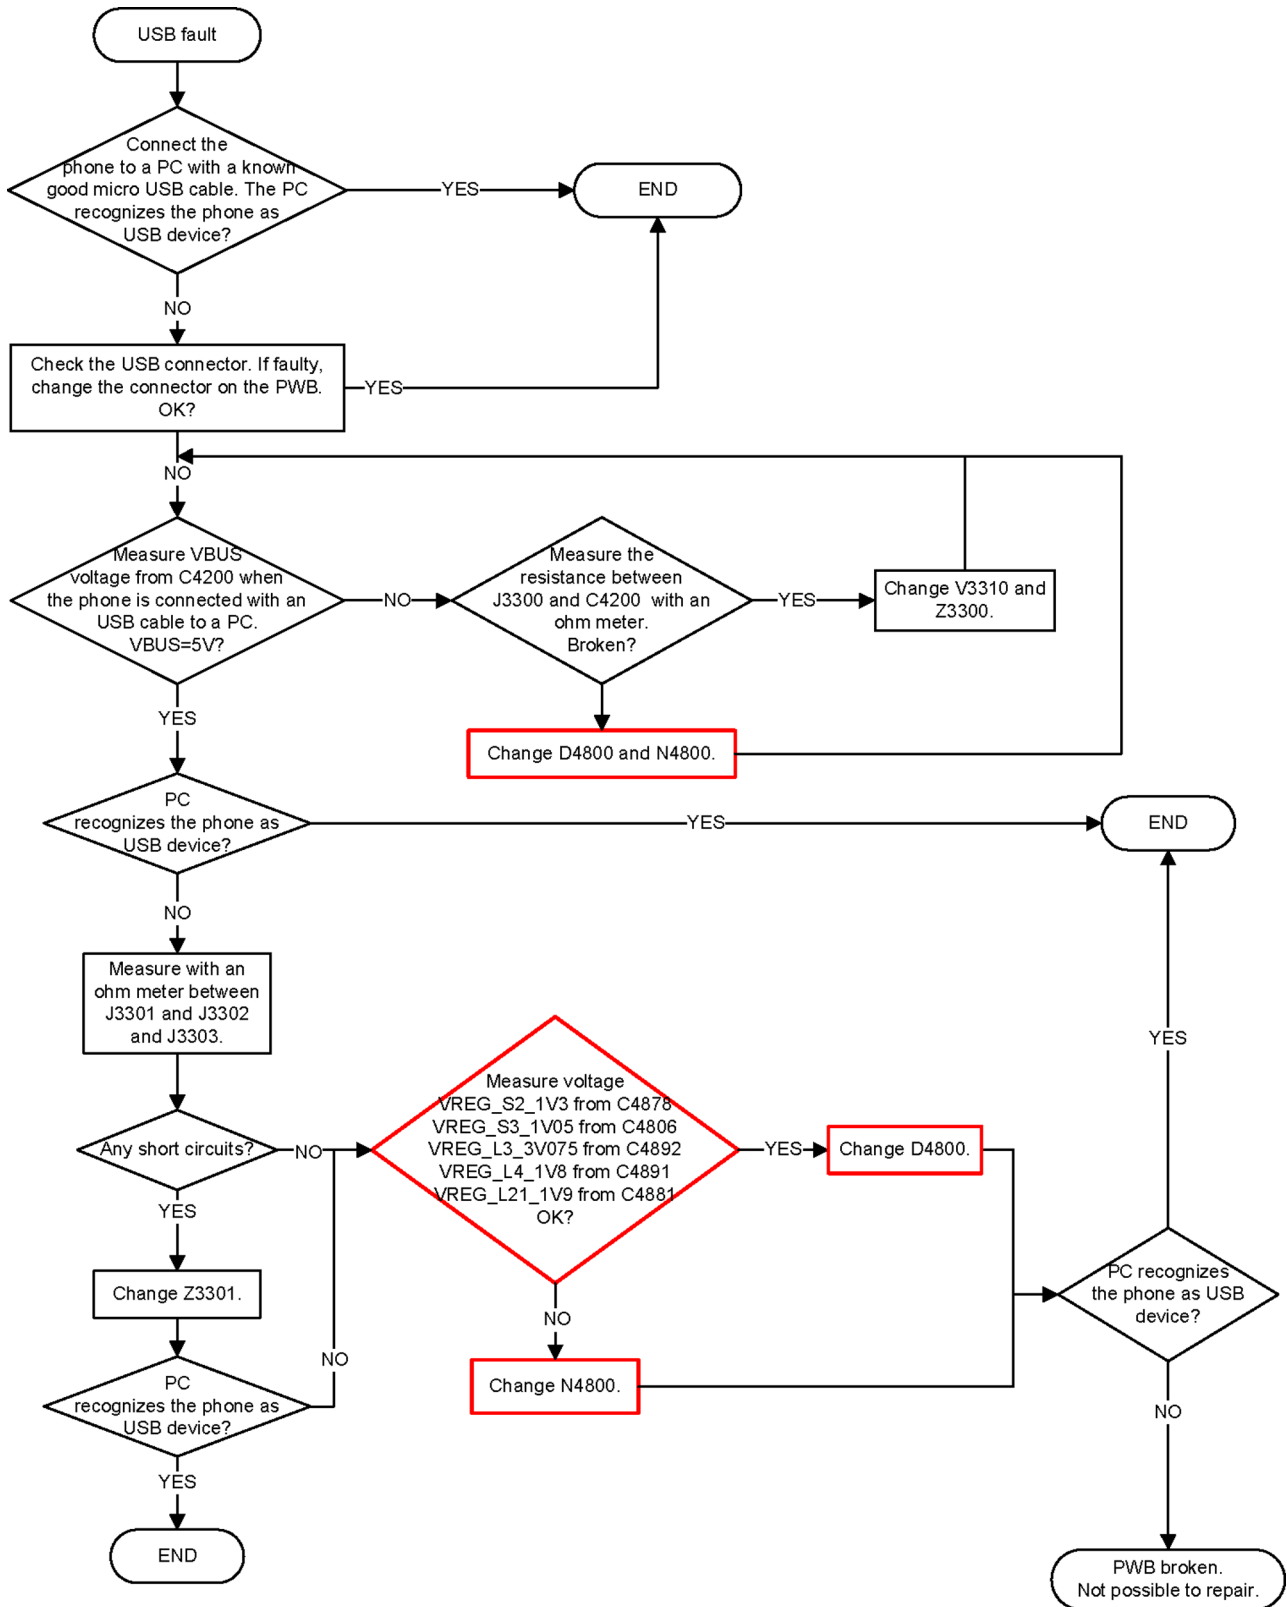 USB fault
Connect the
phone to a PC with a known
good micro USB cable. The PC
recognizes the phone as
USB device?
YES
END
NO
Check the USB connector. If faulty,
change the connector on the PWB.
OK?
YES
NO
Measure VBUS
voltage from C4200 when
the phone is connected with an
USB cable to a PC.
VBUS=5V?
NO
Measure the
resistance between
J3300 and C4200 with an
ohm meter.
Broken?
YES
Change V3310 and
Z3300.
YES
Change D4800 and N4800.
PC
recognizes the phone as
USB device?
YES
END
NO
Measure with an
ohm meter between
J3301 and J3302
and J3303.
Any short circuits?
NO
Measure voltage
VREG_S2_1V3 from C4878
VREG_S3_1V05 from C4806
VREG_L3_3V075 from C4892
VREG_L4_1V8 from C4891
VREG_L21_1V9 from C4881
OK?
YES
Change D4800.
YES
YES
Change Z3301.
NO
PC recognizes
the phone as USB
device?
NO
Change N4800.
PC
recognizes the phone as
USB device?
NO
YES
END
PWB broken.
Not possible to repair.